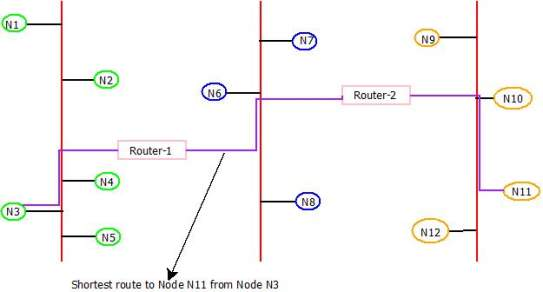 N1
N7
N9
N2
N6
Router-2
N10
Router-1
N4
N11
N3
N8
N5
N12
Shortest route to Node N11 from Node N3